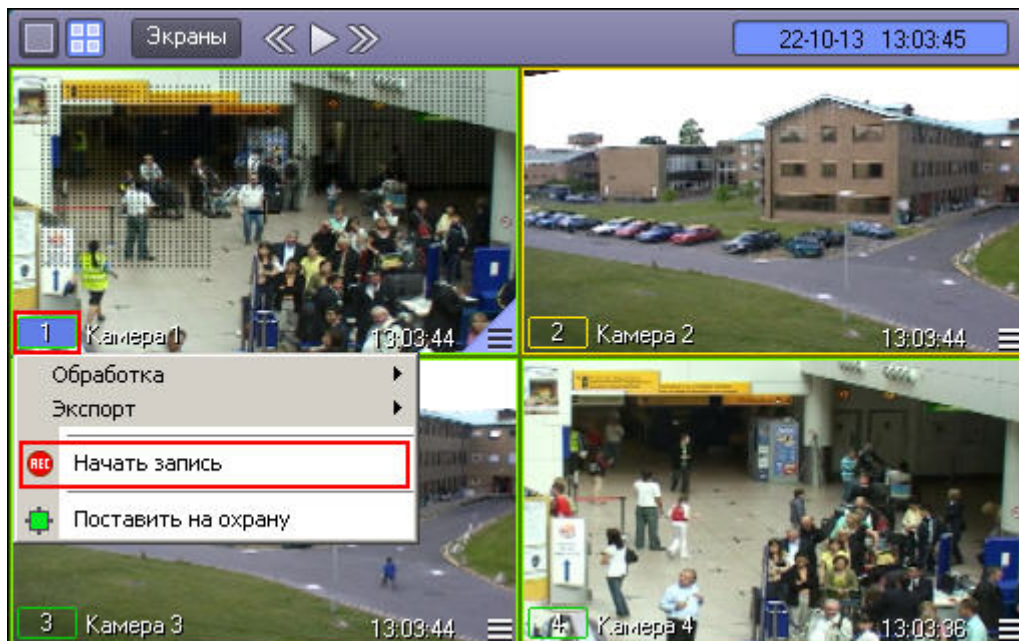 Экраны
22-10-13 13:03:45
1 Камера 1 13:03:44
2 Камера 2 13:03:44
Обработка
Экспорт
REC Начать запись
Поставить на охрану
3 Камера 3 13:03:44
4 Камера 4 13:03:36